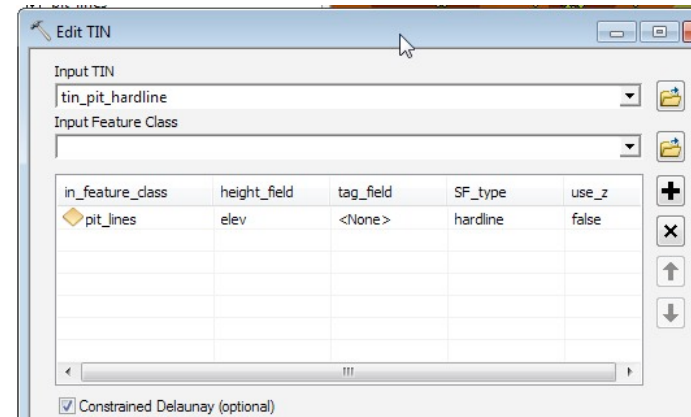 Edit TIN
Input TIN
tin_pit_hardline
Input Feature Class
in_feature_class height_field tag_field SF_type use_z
pit_lines elev <None> hardline false
Constrained Delaunay (optional)